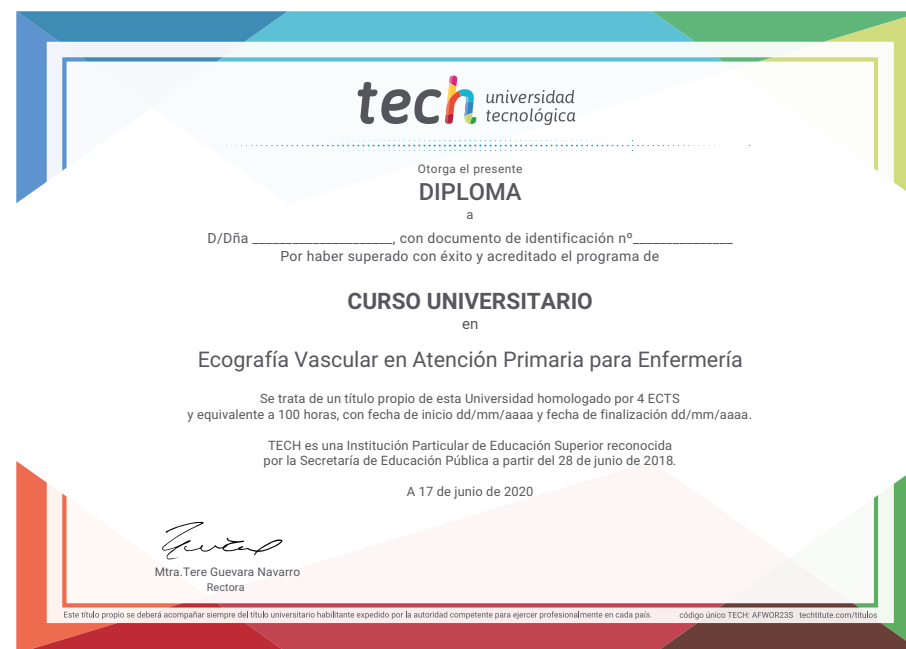 tech universidad
tecnológica
Otorga el presente
DIPLOMA
a
D/Dña _____________________, con documento de identificación nº_______________
Por haber superado con éxito y acreditado el programa de
CURSO UNIVERSITARIO
en
Ecografía Vascular en Atención Primaria para Enfermería
Se trata de un título propio de esta Universidad homologado por 4 ECTS
y equivalente a 100 horas, con fecha de inicio dd/mm/aaaa y fecha de finalización dd/mm/aaaa.
TECH es una Institución Particular de Educación Superior reconocida
por la Secretaría de Educación Pública a partir del 28 de junio de 2018.
A 17 de junio de 2020
Mtra.Tere Guevara Navarro
Rectora
Este título propio se deberá acompañar siempre del título universitario habilitante expedido por la autoridad competente para ejercer profesionalmente en cada país. código único TECH: AFWOR23S techtitute.com/titulos